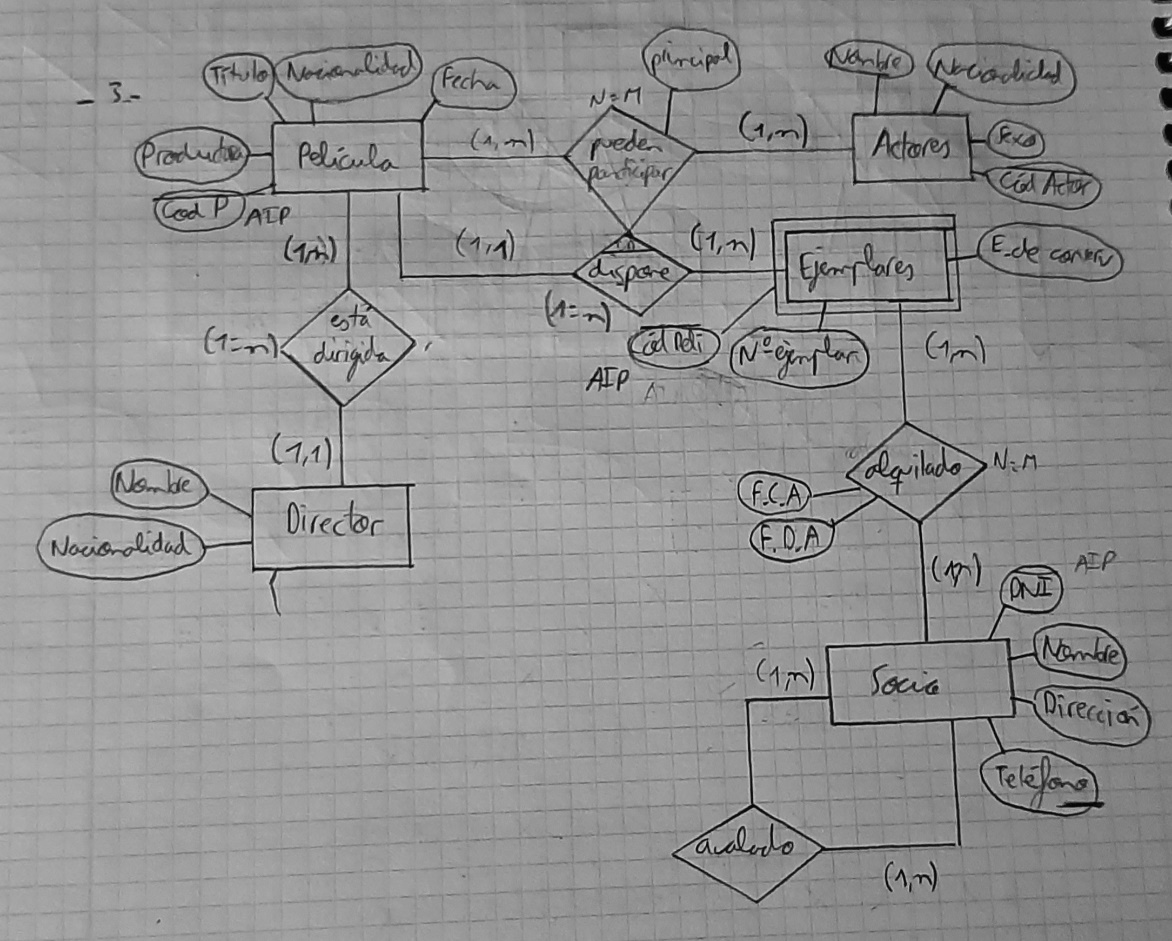 - 3.-
Título
Nacionalidad
Fecha
principal
Nombre
Nacionalidad
N=M
Productora
Película
(1,n)
pueden
participar
(1,n)
Actores
Sexo
Cód Actor
Cod P
AIP
(1,n)
(1,1)
(1,n)
dispone
(1=n)
Ejemplares
E.de conserv
Cód Peli
AIP
Nº ejemplar
(1,n)
está
dirigida
(1=n)
(1,1)
Nombre
Nacionalidad
Director
alquilado
N=M
F.C.A
F.D.A
(1,n)
DNI
AIP
Nombre
Dirección
Teléfono
Socio
(1,n)
avalado
(1,n)